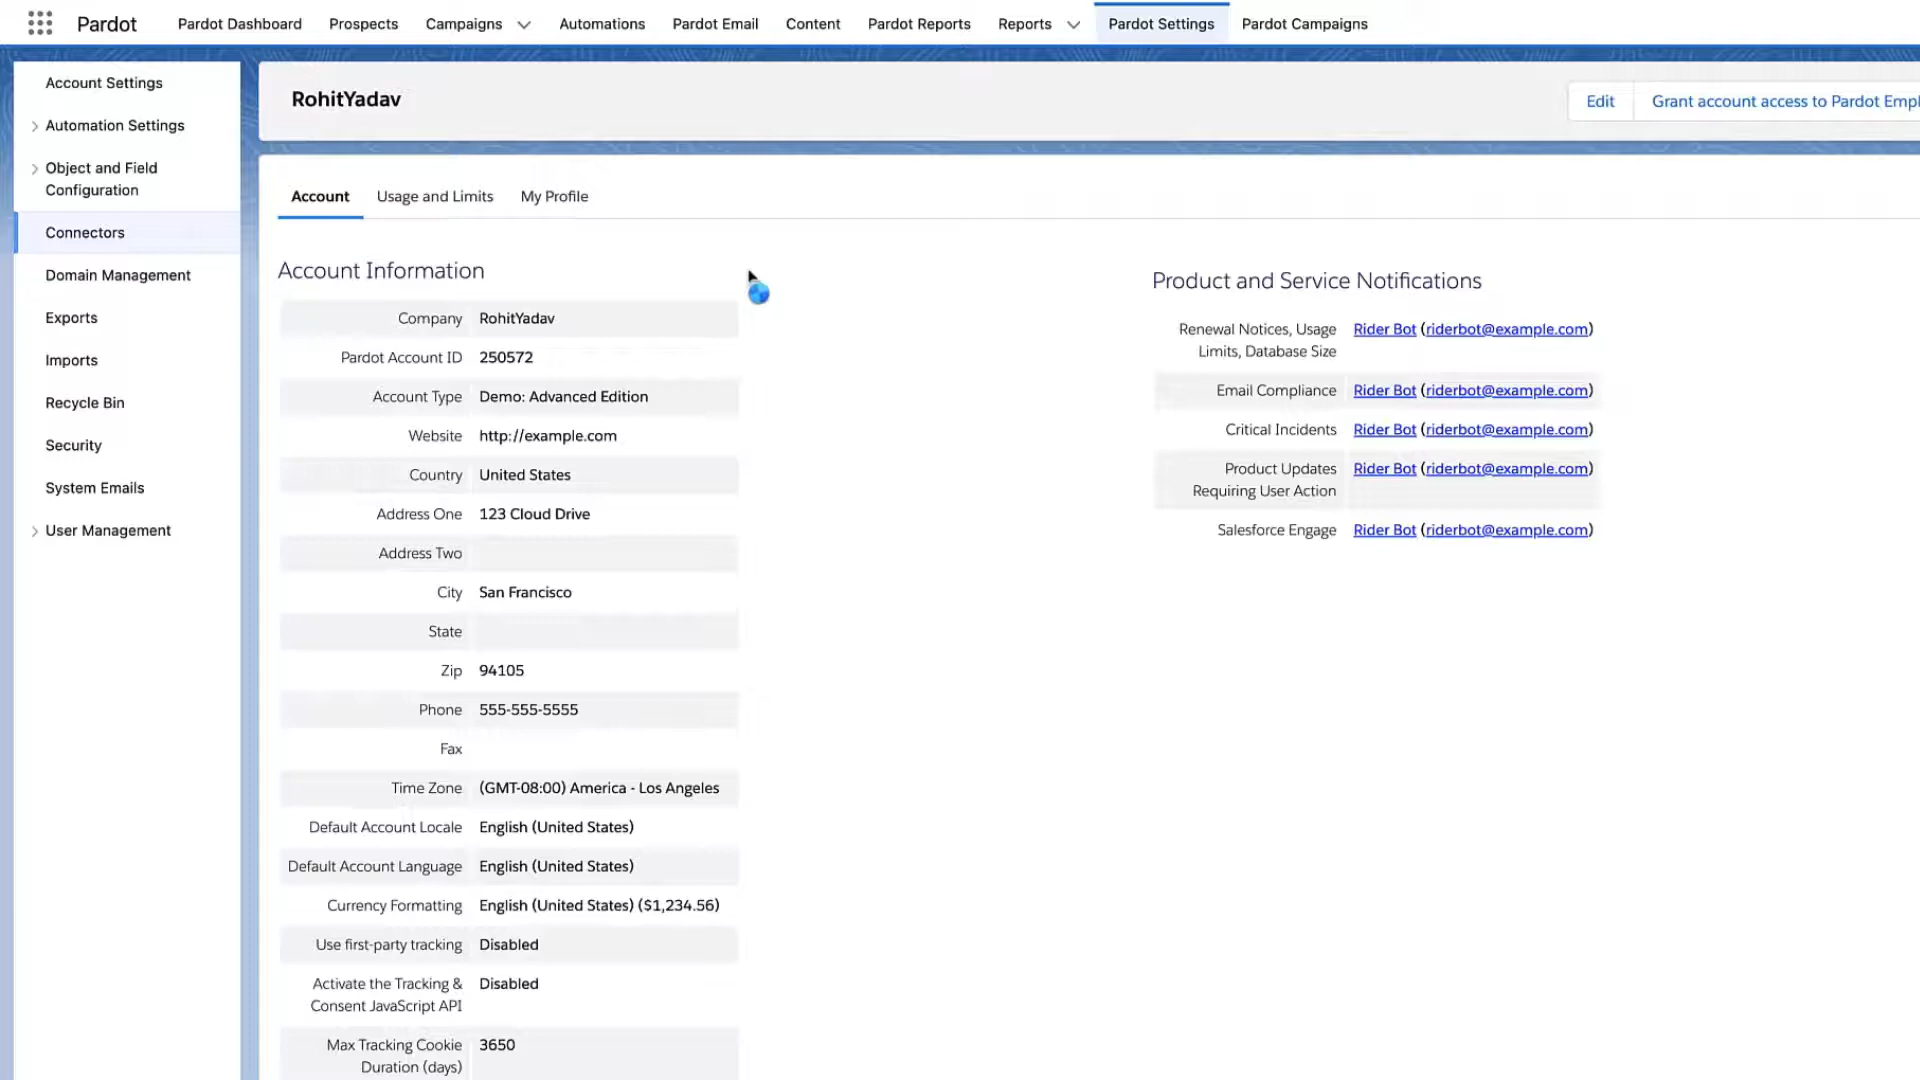 Pardot
Pardot Dashboard
Prospects
Campaigns
Automations
Pardot Email
Content
Pardot Reports
Reports
Pardot Settings
Pardot Campaigns
Account Settings
Automation Settings
Object and Field
Configuration
Connectors
Domain Management
Exports
Imports
Recycle Bin
Security
System Emails
User Management
RohitYadav
Edit
Grant account access to Pardot
Account
Usage and Limits
My Profile
Account Information
Company RohitYadav
Pardot Account ID 250572
Account Type Demo: Advanced Edition
Website http://example.com
Country United States
Address One 123 Cloud Drive
Address Two
City San Francisco
State
Zip 94105
Phone 555-555-5555
Fax
Time Zone (GMT-08:00) America - Los Angeles
Default Account Locale English (United States)
Default Account Language English (United States)
Currency Formatting English (United States) ($1,234.56)
Use first-party tracking Disabled
Activate the Tracking & Disabled
Consent JavaScript API
Max Tracking Cookie 3650
Duration (days)
Product and Service Notifications
Renewal Notices, Usage Rider Bot (riderbot@example.com)
Limits, Database Size
Email Compliance Rider Bot (riderbot@example.com)
Critical Incidents Rider Bot (riderbot@example.com)
Product Updates Rider Bot (riderbot@example.com)
Requiring User Action
Salesforce Engage Rider Bot (riderbot@example.com)